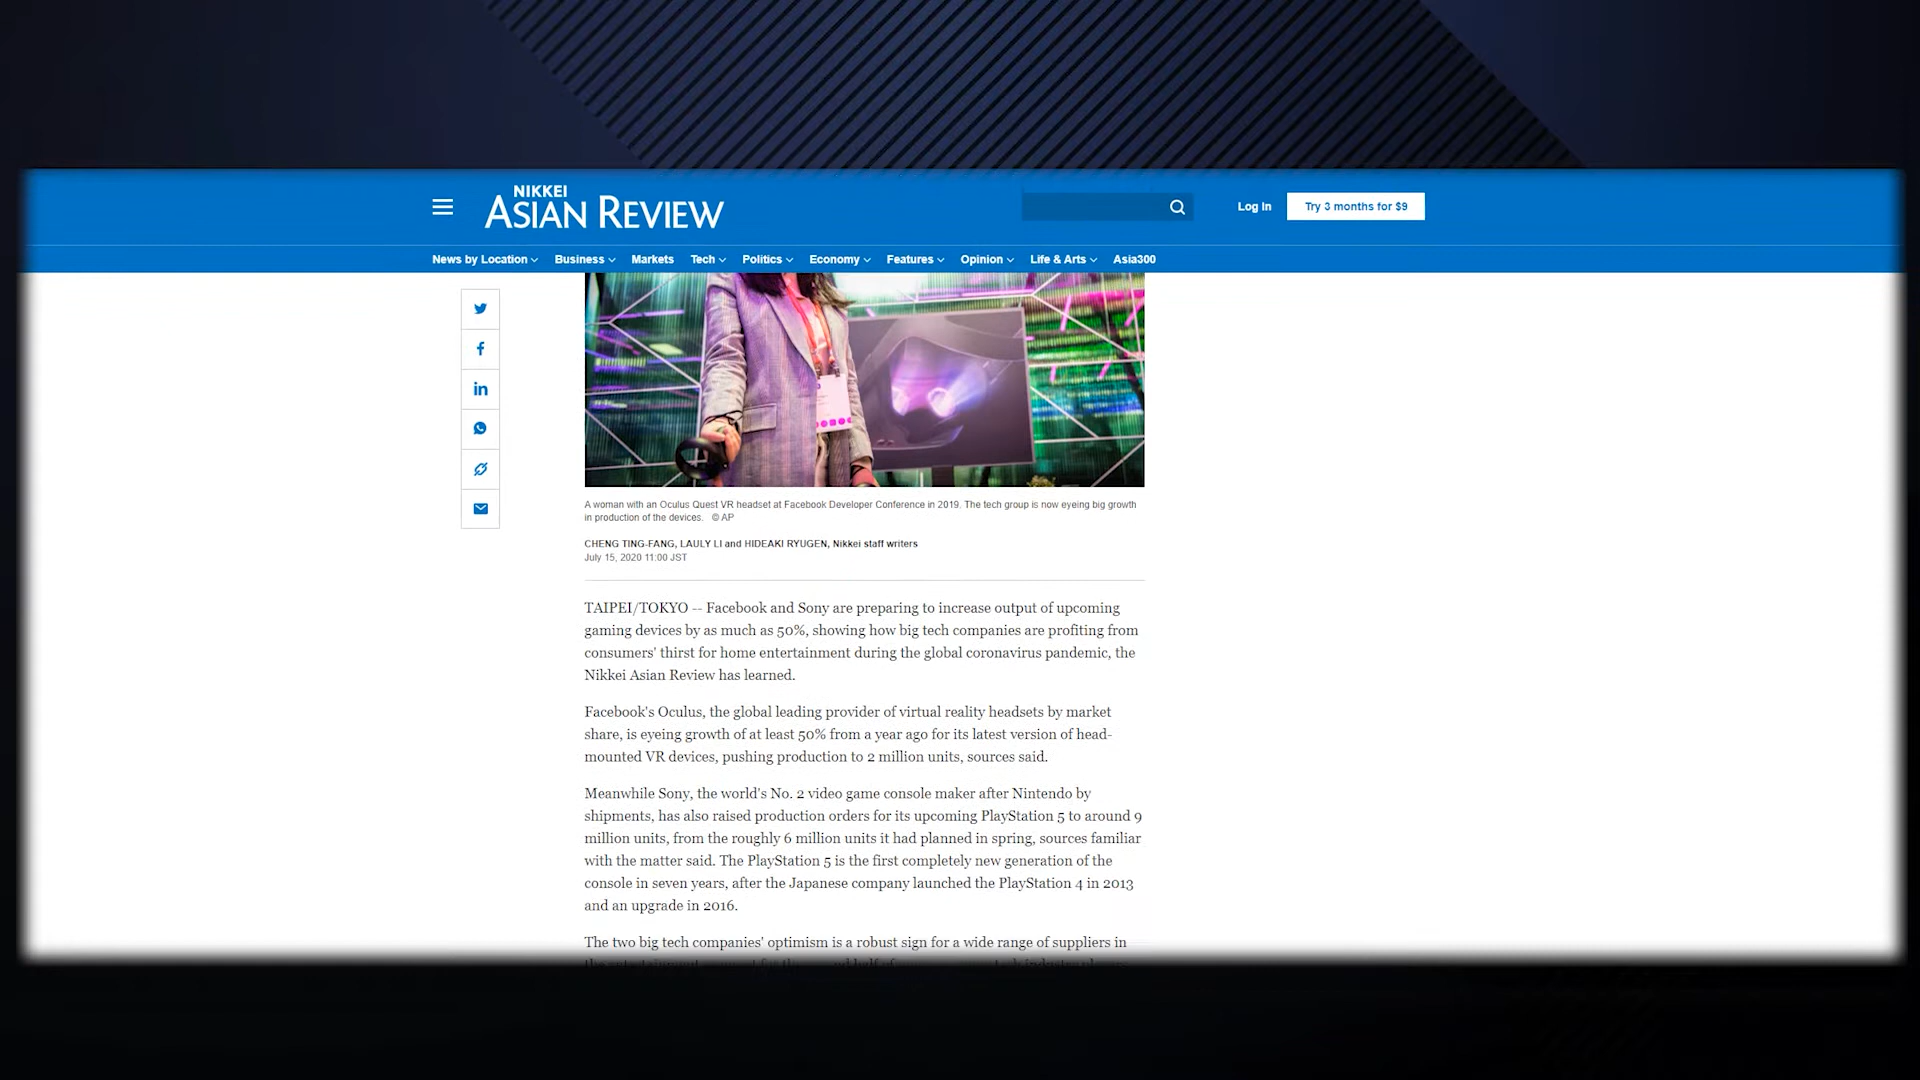 NIKKEI
ASIAN REVIEW
Log In
Try 3 months for $9
News by Location
Business
Markets
Tech
Politics
Economy
Features
Opinion
Life & Arts
Asia300
A woman with an Oculus Quest VR headset at Facebook Developer Conference in 2019. The tech group is now eyeing big growth
in production of the devices. © AP
CHENG TING-FANG, LAULY LI and HIDEAKI RYUGEN, Nikkei staff writers
July 15, 2020 11:00 JST
TAIPEI/TOKYO -- Facebook and Sony are preparing to increase output of upcoming
gaming devices by as much as 50%, showing how big tech companies are profiting from
consumers' thirst for home entertainment during the global coronavirus pandemic, the
Nikkei Asian Review has learned.
Facebook's Oculus, the global leading provider of virtual reality headsets by market
share, is eyeing growth of at least 50% from a year ago for its latest version of head-
mounted VR devices, pushing production to 2 million units, sources said.
Meanwhile Sony, the world's No. 2 video game console maker after Nintendo by
shipments, has also raised production orders for its upcoming PlayStation 5 to around 9
million units, from the roughly 6 million units it had planned in spring, sources familiar
with the matter said. The PlayStation 5 is the first completely new generation of the
console in seven years, after the Japanese company launched the PlayStation 4 in 2013
and an upgrade in 2016.
The two big tech companies' optimism is a robust sign for a wide range of suppliers in